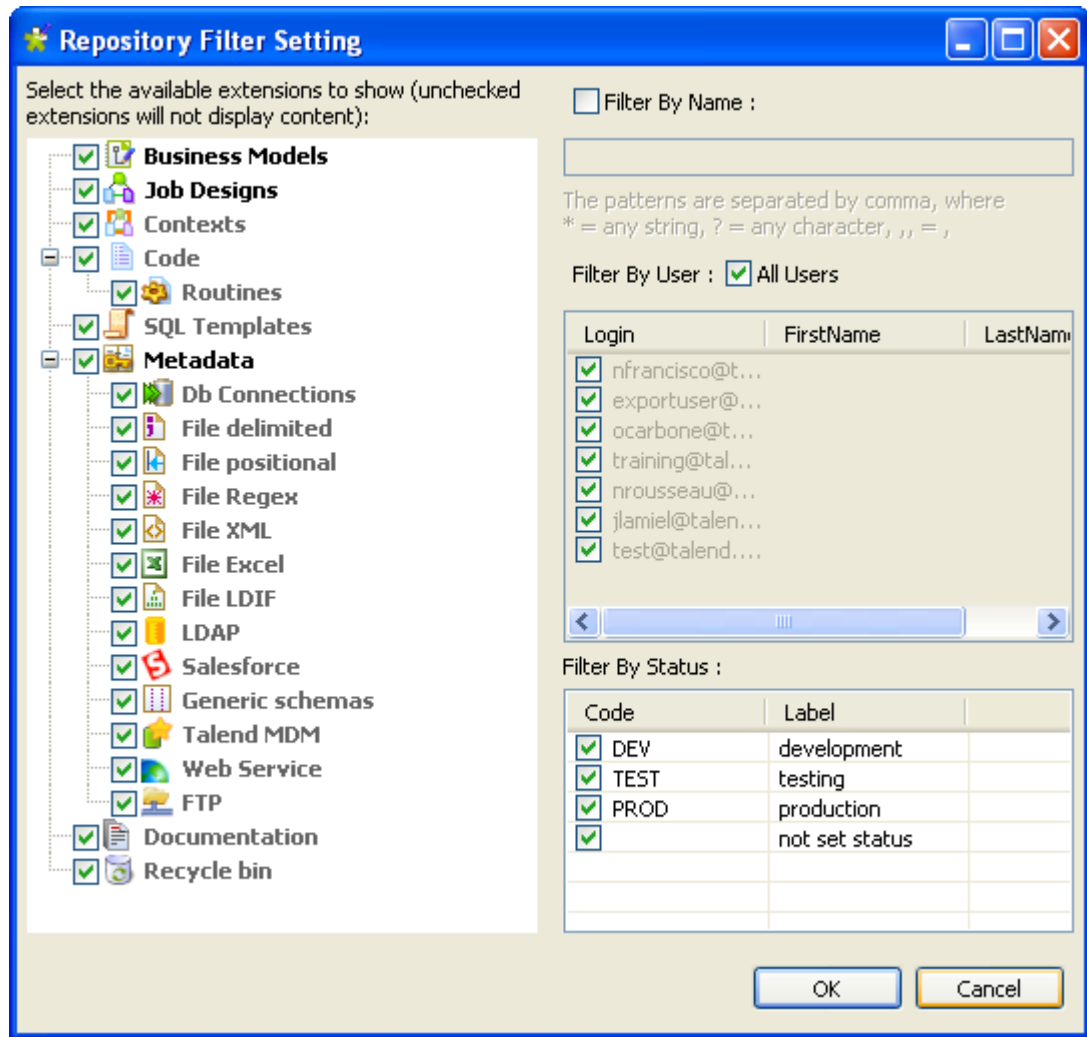 Repository Filter Setting
Select the available extensions to show (unchecked
extensions will not display content):
Business Models
Job Designs
Contexts
Code
Routines
SQL Templates
Metadata
Db Connections
File delimited
File positional
File Regex
File XML
File Excel
File LDIF
LDAP
Salesforce
Generic schemas
Talend MDM
Web Service
FTP
Documentation
Recycle bin
Filter By Name :
The patterns are separated by comma, where
* = any string, ? = any character, ,, = ,
Filter By User : All Users
Login FirstName LastNam
nfrancisco@t...
exportuser@...
ocarbone@t...
training@tal...
nrousseau@...
jlamiel@talen...
test@talend....
Filter By Status :
Code Label
DEV development
TEST testing
PROD production
not set status
OK Cancel